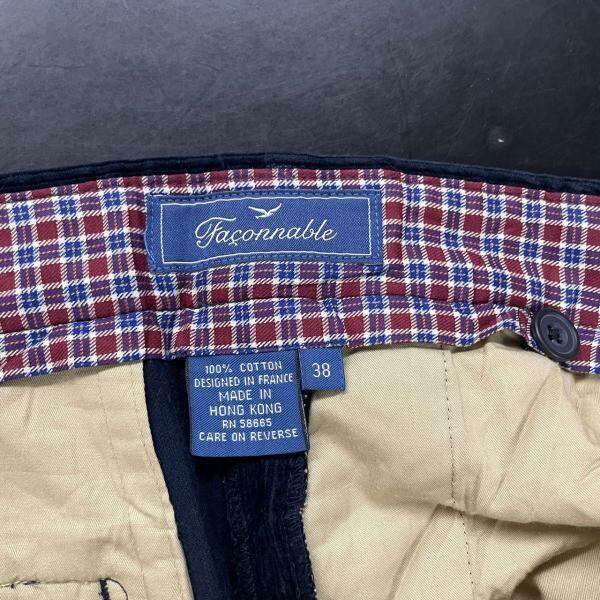 Façonnable
100% COTTON
DESIGNED IN FRANCE
MADE IN
HONG KONG
RN 58665
CARE ON REVERSE
38